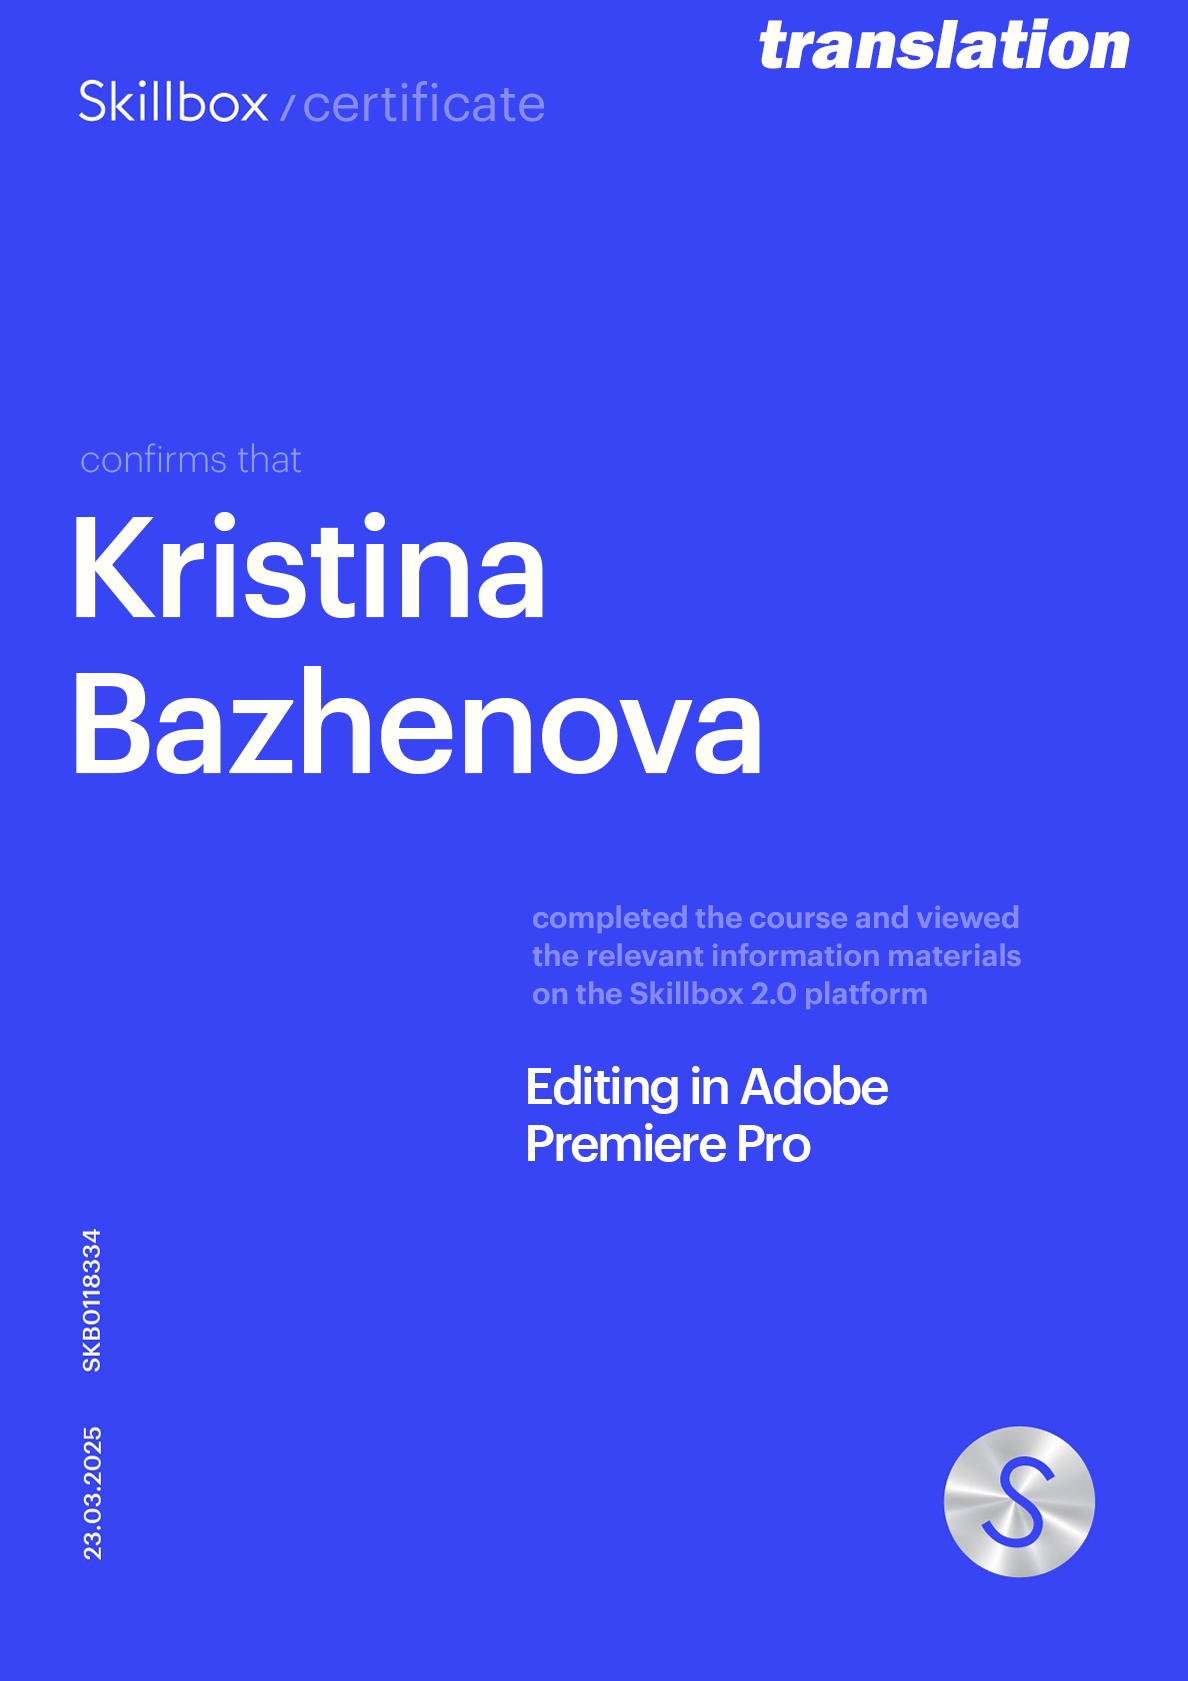 translation
Skillbox / certificate
confirms that
Kristina
Bazhenova
completed the course and viewed
the relevant information materials
on the Skillbox 2.0 platform
Editing in Adobe
Premiere Pro
SKB0118334
23.03.2025
S